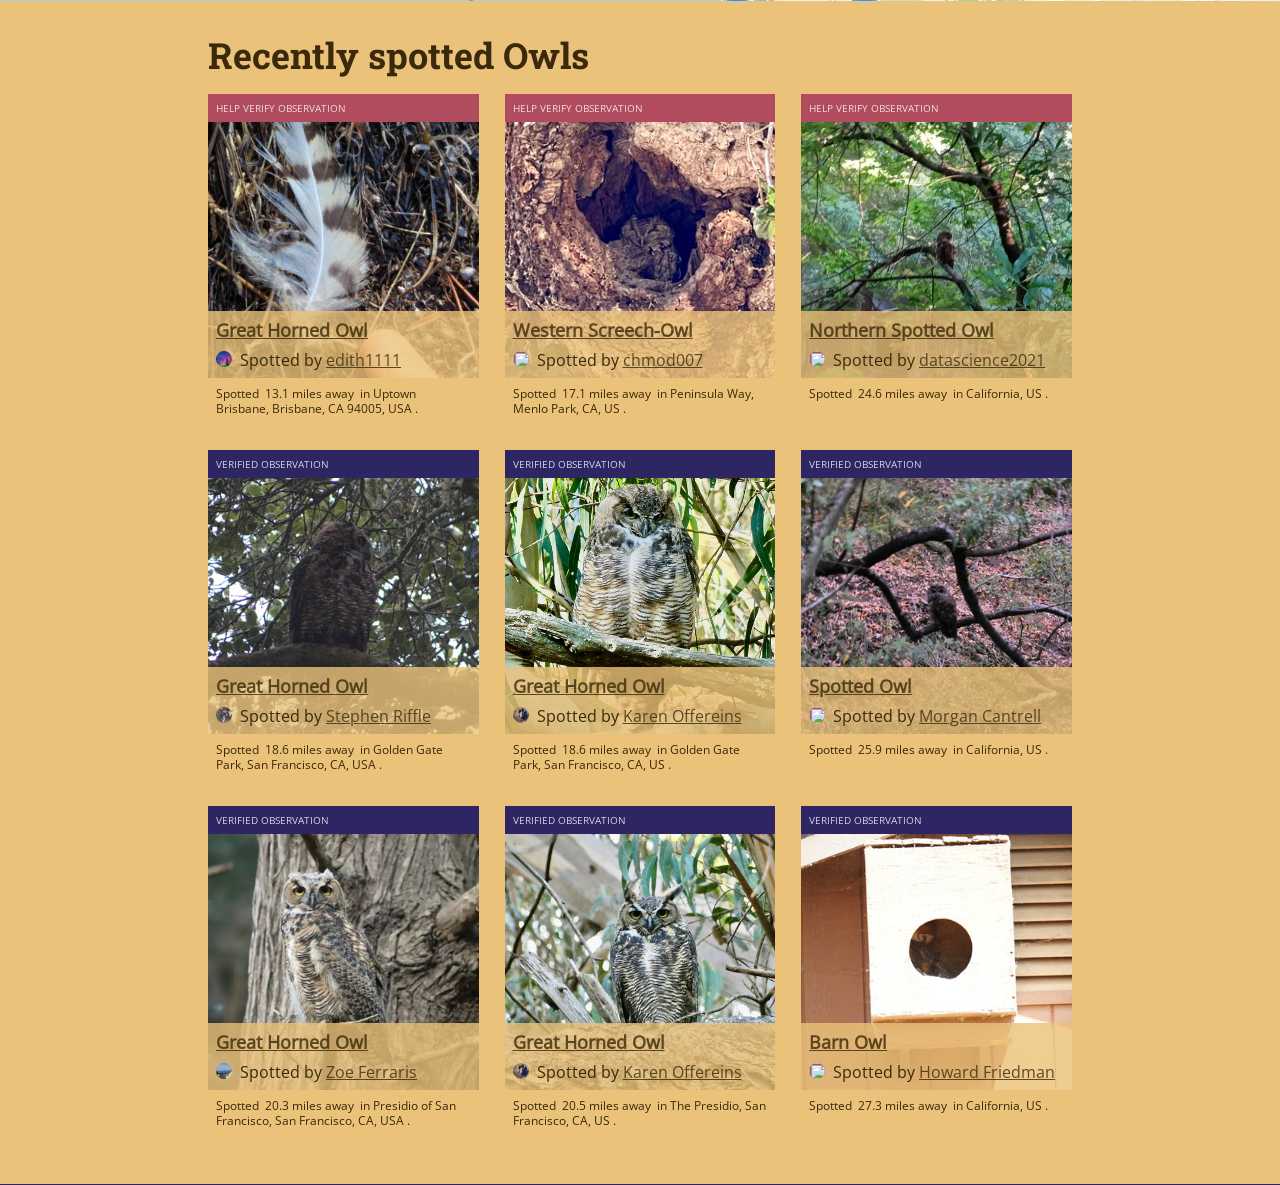 Recently spotted Owls
HELP VERIFY OBSERVATION
Great Horned Owl
Spotted by edith1111
Spotted 13.1 miles away in Uptown
Brisbane, Brisbane, CA 94005, USA .
HELP VERIFY OBSERVATION
Western Screech-Owl
Spotted by chmod007
Spotted 17.1 miles away in Peninsula Way,
Menlo Park, CA, US .
HELP VERIFY OBSERVATION
Northern Spotted Owl
Spotted by datascience2021
Spotted 24.6 miles away in California, US .
VERIFIED OBSERVATION
Great Horned Owl
Spotted by Stephen Riffle
Spotted 18.6 miles away in Golden Gate
Park, San Francisco, CA, USA .
VERIFIED OBSERVATION
Great Horned Owl
Spotted by Karen Offereins
Spotted 18.6 miles away in Golden Gate
Park, San Francisco, CA, US .
VERIFIED OBSERVATION
Spotted Owl
Spotted by Morgan Cantrell
Spotted 25.9 miles away in California, US .
VERIFIED OBSERVATION
Great Horned Owl
Spotted by Zoe Ferraris
Spotted 20.3 miles away in Presidio of San
Francisco, San Francisco, CA, USA .
VERIFIED OBSERVATION
Great Horned Owl
Spotted by Karen Offereins
Spotted 20.5 miles away in The Presidio, San
Francisco, CA, US .
VERIFIED OBSERVATION
Barn Owl
Spotted by Howard Friedman
Spotted 27.3 miles away in California, US .